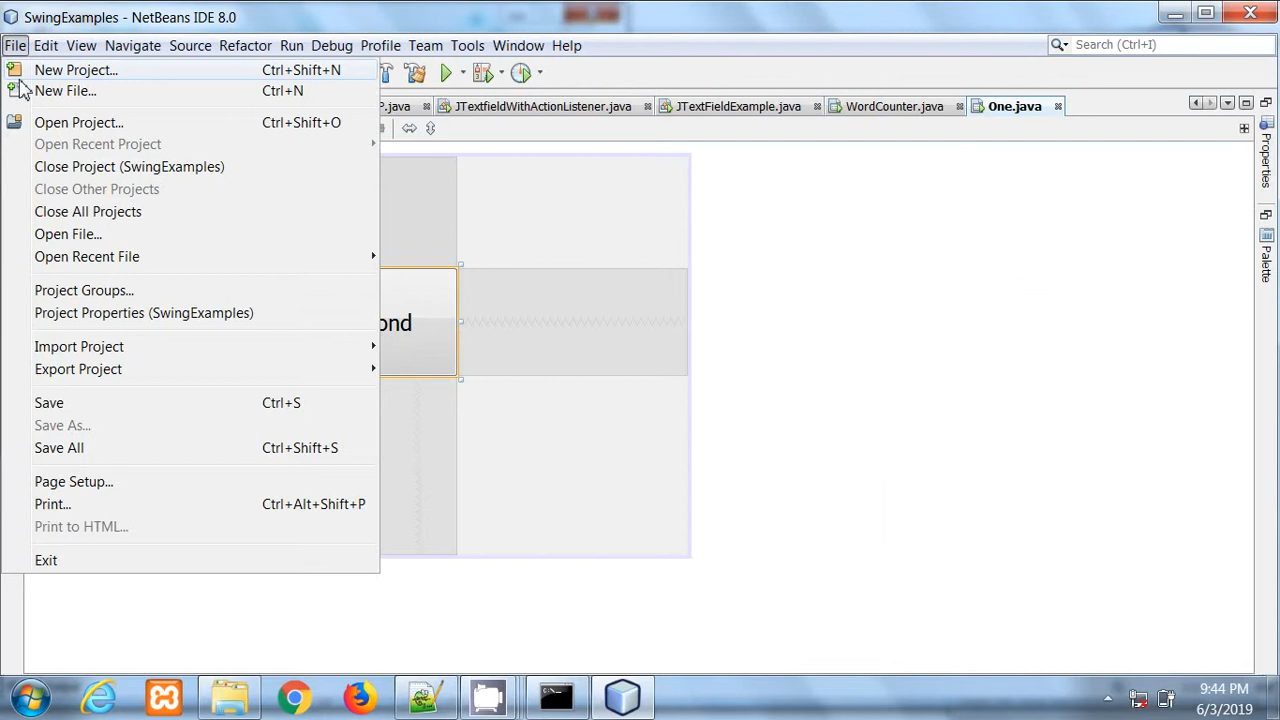 SwingExamples - NetBeans IDE 8.0
File Edit View Navigate Source Refactor Run Debug Profile Team Tools Window Help
Search (Ctrl+I)
New Project... Ctrl+Shift+N
New File... Ctrl+N
Open Project... Ctrl+Shift+O
Open Recent Project
Close Project (SwingExamples)
Close Other Projects
Close All Projects
Open File...
Open Recent File
Project Groups...
Project Properties (SwingExamples)
Import Project
Export Project
Save Ctrl+S
Save As...
Save All Ctrl+Shift+S
Page Setup...
Print... Ctrl+Alt+Shift+P
Print to HTML...
Exit
P.java JTextfieldWithActionListener.java JTextFieldExample.java WordCounter.java One.java
ond
Properties
Palette
9:44 PM
6/3/2019